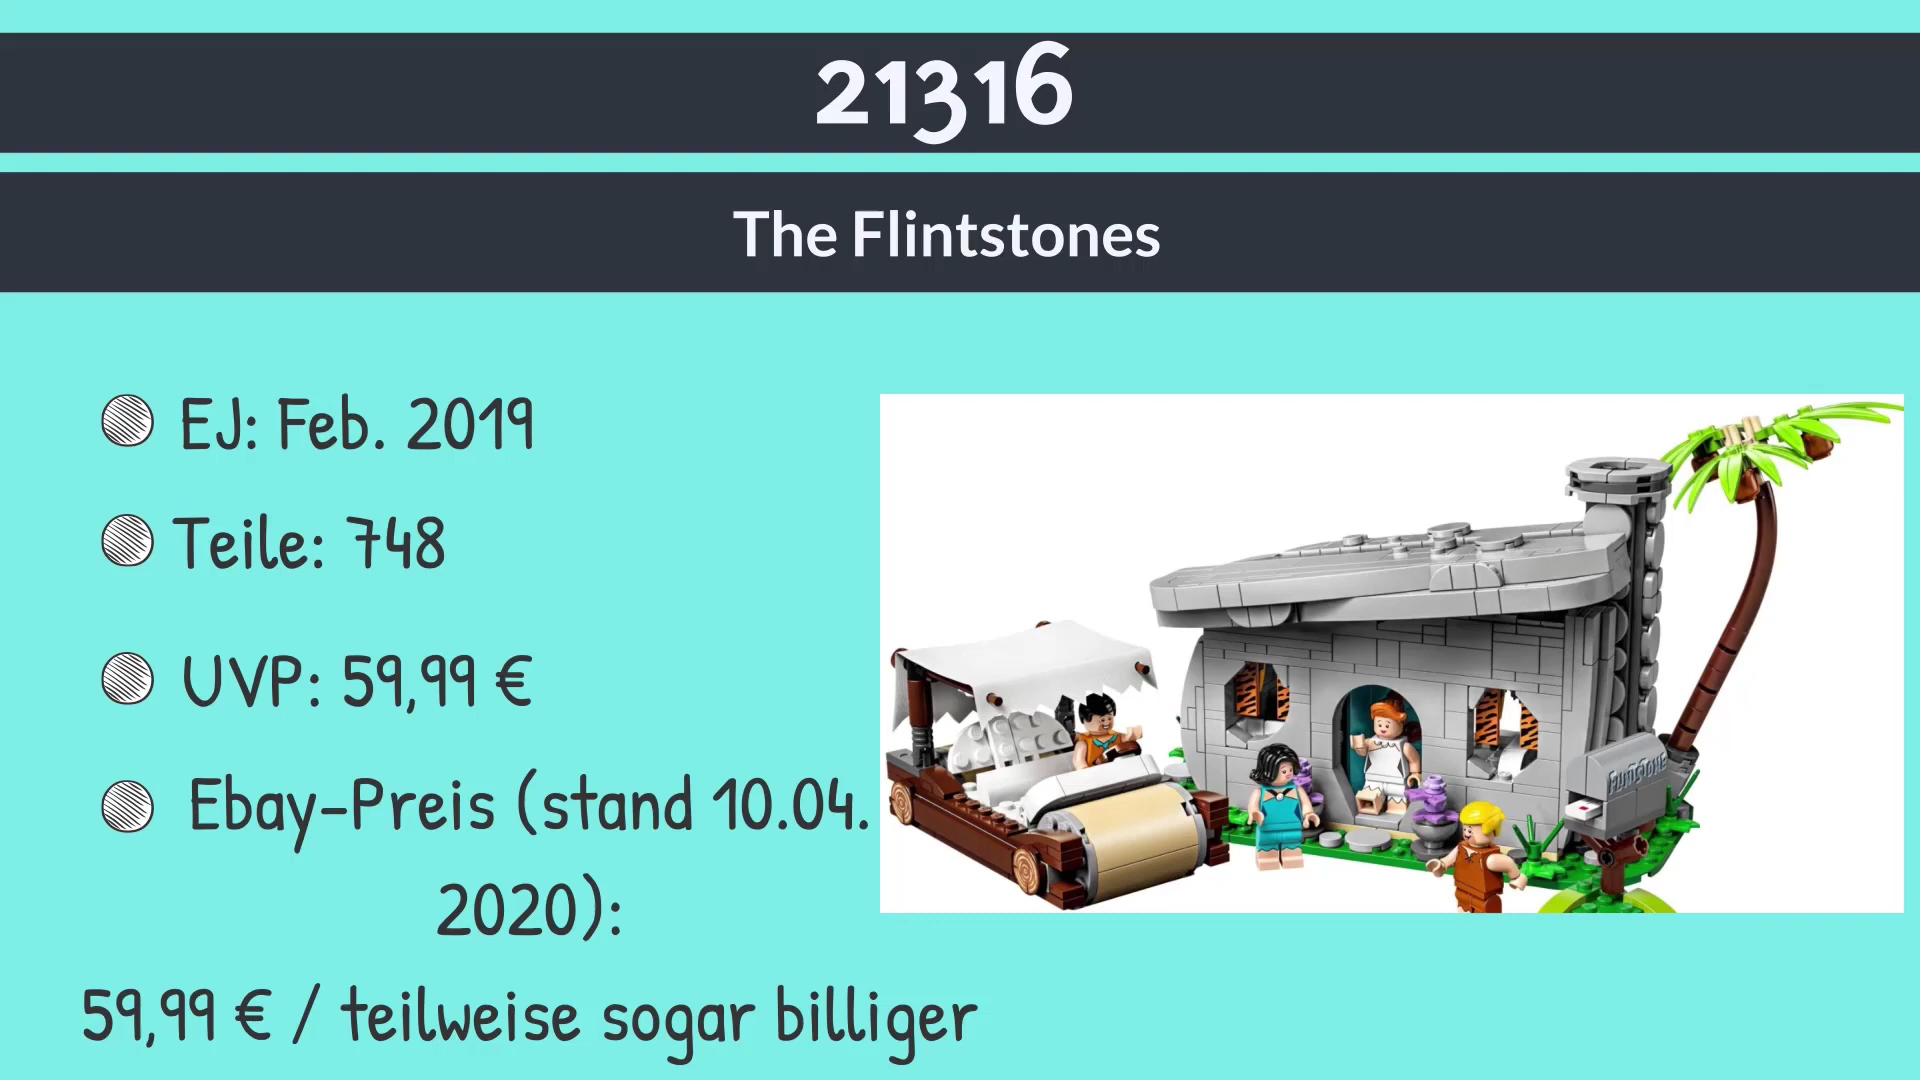 21316
The Flintstones
EJ: Feb. 2019
Teile: 748
UVP: 59,99 €
Ebay-Preis (stand 10.04.
2020):
59,99 € / teilweise sogar billiger
FLINTSTONE